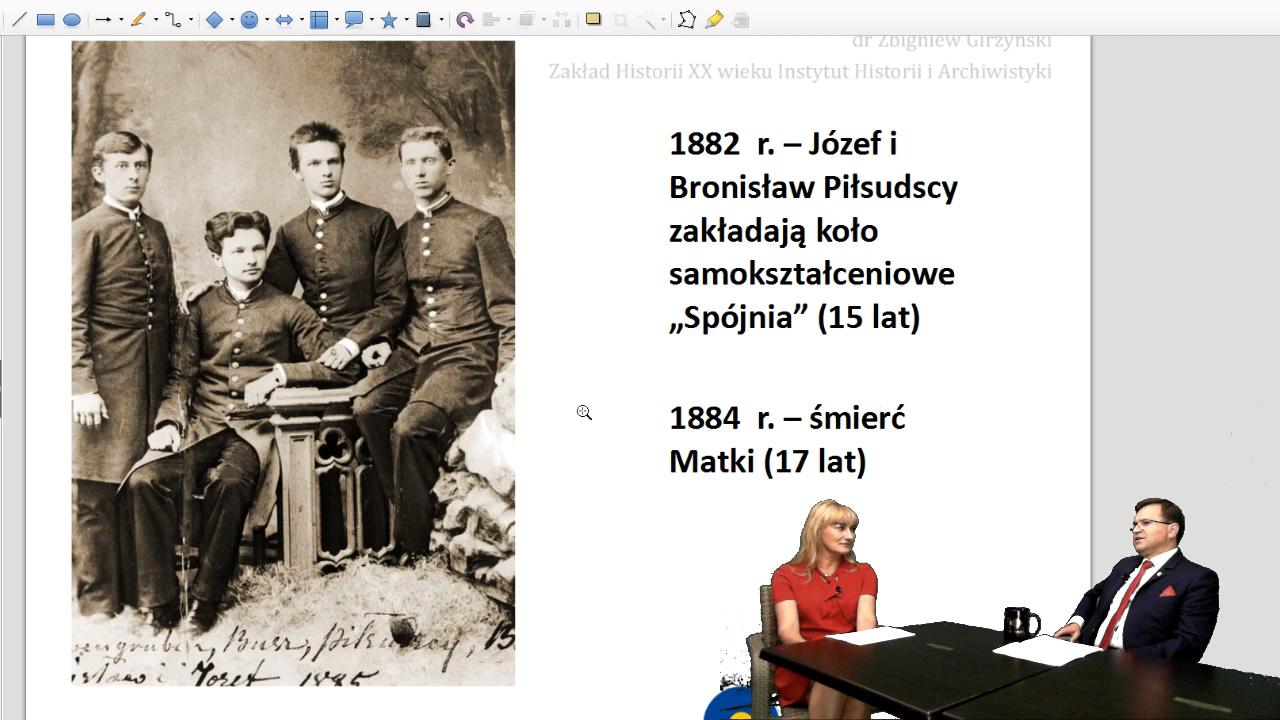 dr Zbigniew Girzyński
Zakład Historii XX wieku Instytut Historii i Archiwistyki
1882 r. – Józef i
Bronisław Piłsudscy
zakładają koło
samokształceniowe
„Spójnia” (15 lat)
1884 r. – śmierć
Matki (17 lat)
Józef 1885